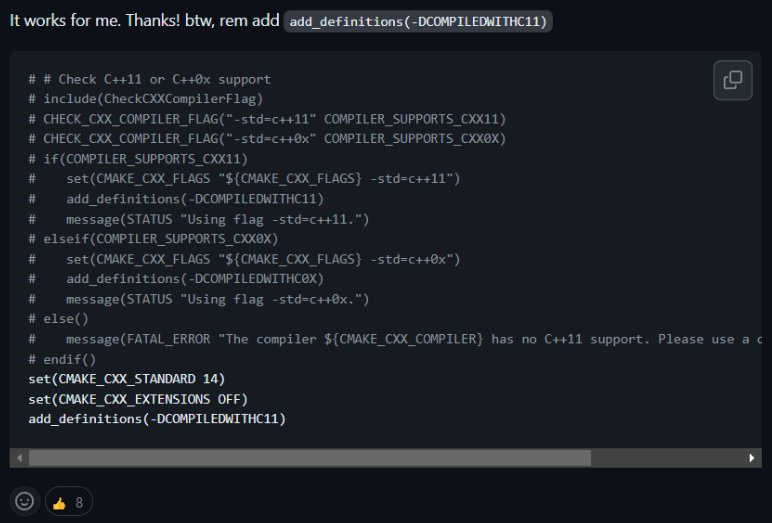 It works for me. Thanks! btw, rem add add_definitions(-DCOMPILEDWITHC11)
# # Check C++11 or C++0x support
# include(CheckCXXCompilerFlag)
# CHECK_CXX_COMPILER_FLAG("-std=c++11" COMPILER_SUPPORTS_CXX11)
# CHECK_CXX_COMPILER_FLAG("-std=c++0x" COMPILER_SUPPORTS_CXX0X)
# if(COMPILER_SUPPORTS_CXX11)
#    set(CMAKE_CXX_FLAGS "${CMAKE_CXX_FLAGS} -std=c++11")
#    add_definitions(-DCOMPILEDWITHC11)
#    message(STATUS "Using flag -std=c++11.")
# elseif(COMPILER_SUPPORTS_CXX0X)
#    set(CMAKE_CXX_FLAGS "${CMAKE_CXX_FLAGS} -std=c++0x")
#    add_definitions(-DCOMPILEDWITHC0X)
#    message(STATUS "Using flag -std=c++0x.")
# else()
#    message(FATAL_ERROR "The compiler ${CMAKE_CXX_COMPILER} has no C++11 support. Please use a
# endif()
set(CMAKE_CXX_STANDARD 14)
set(CMAKE_CXX_EXTENSIONS OFF)
add_definitions(-DCOMPILEDWITHC11)
8